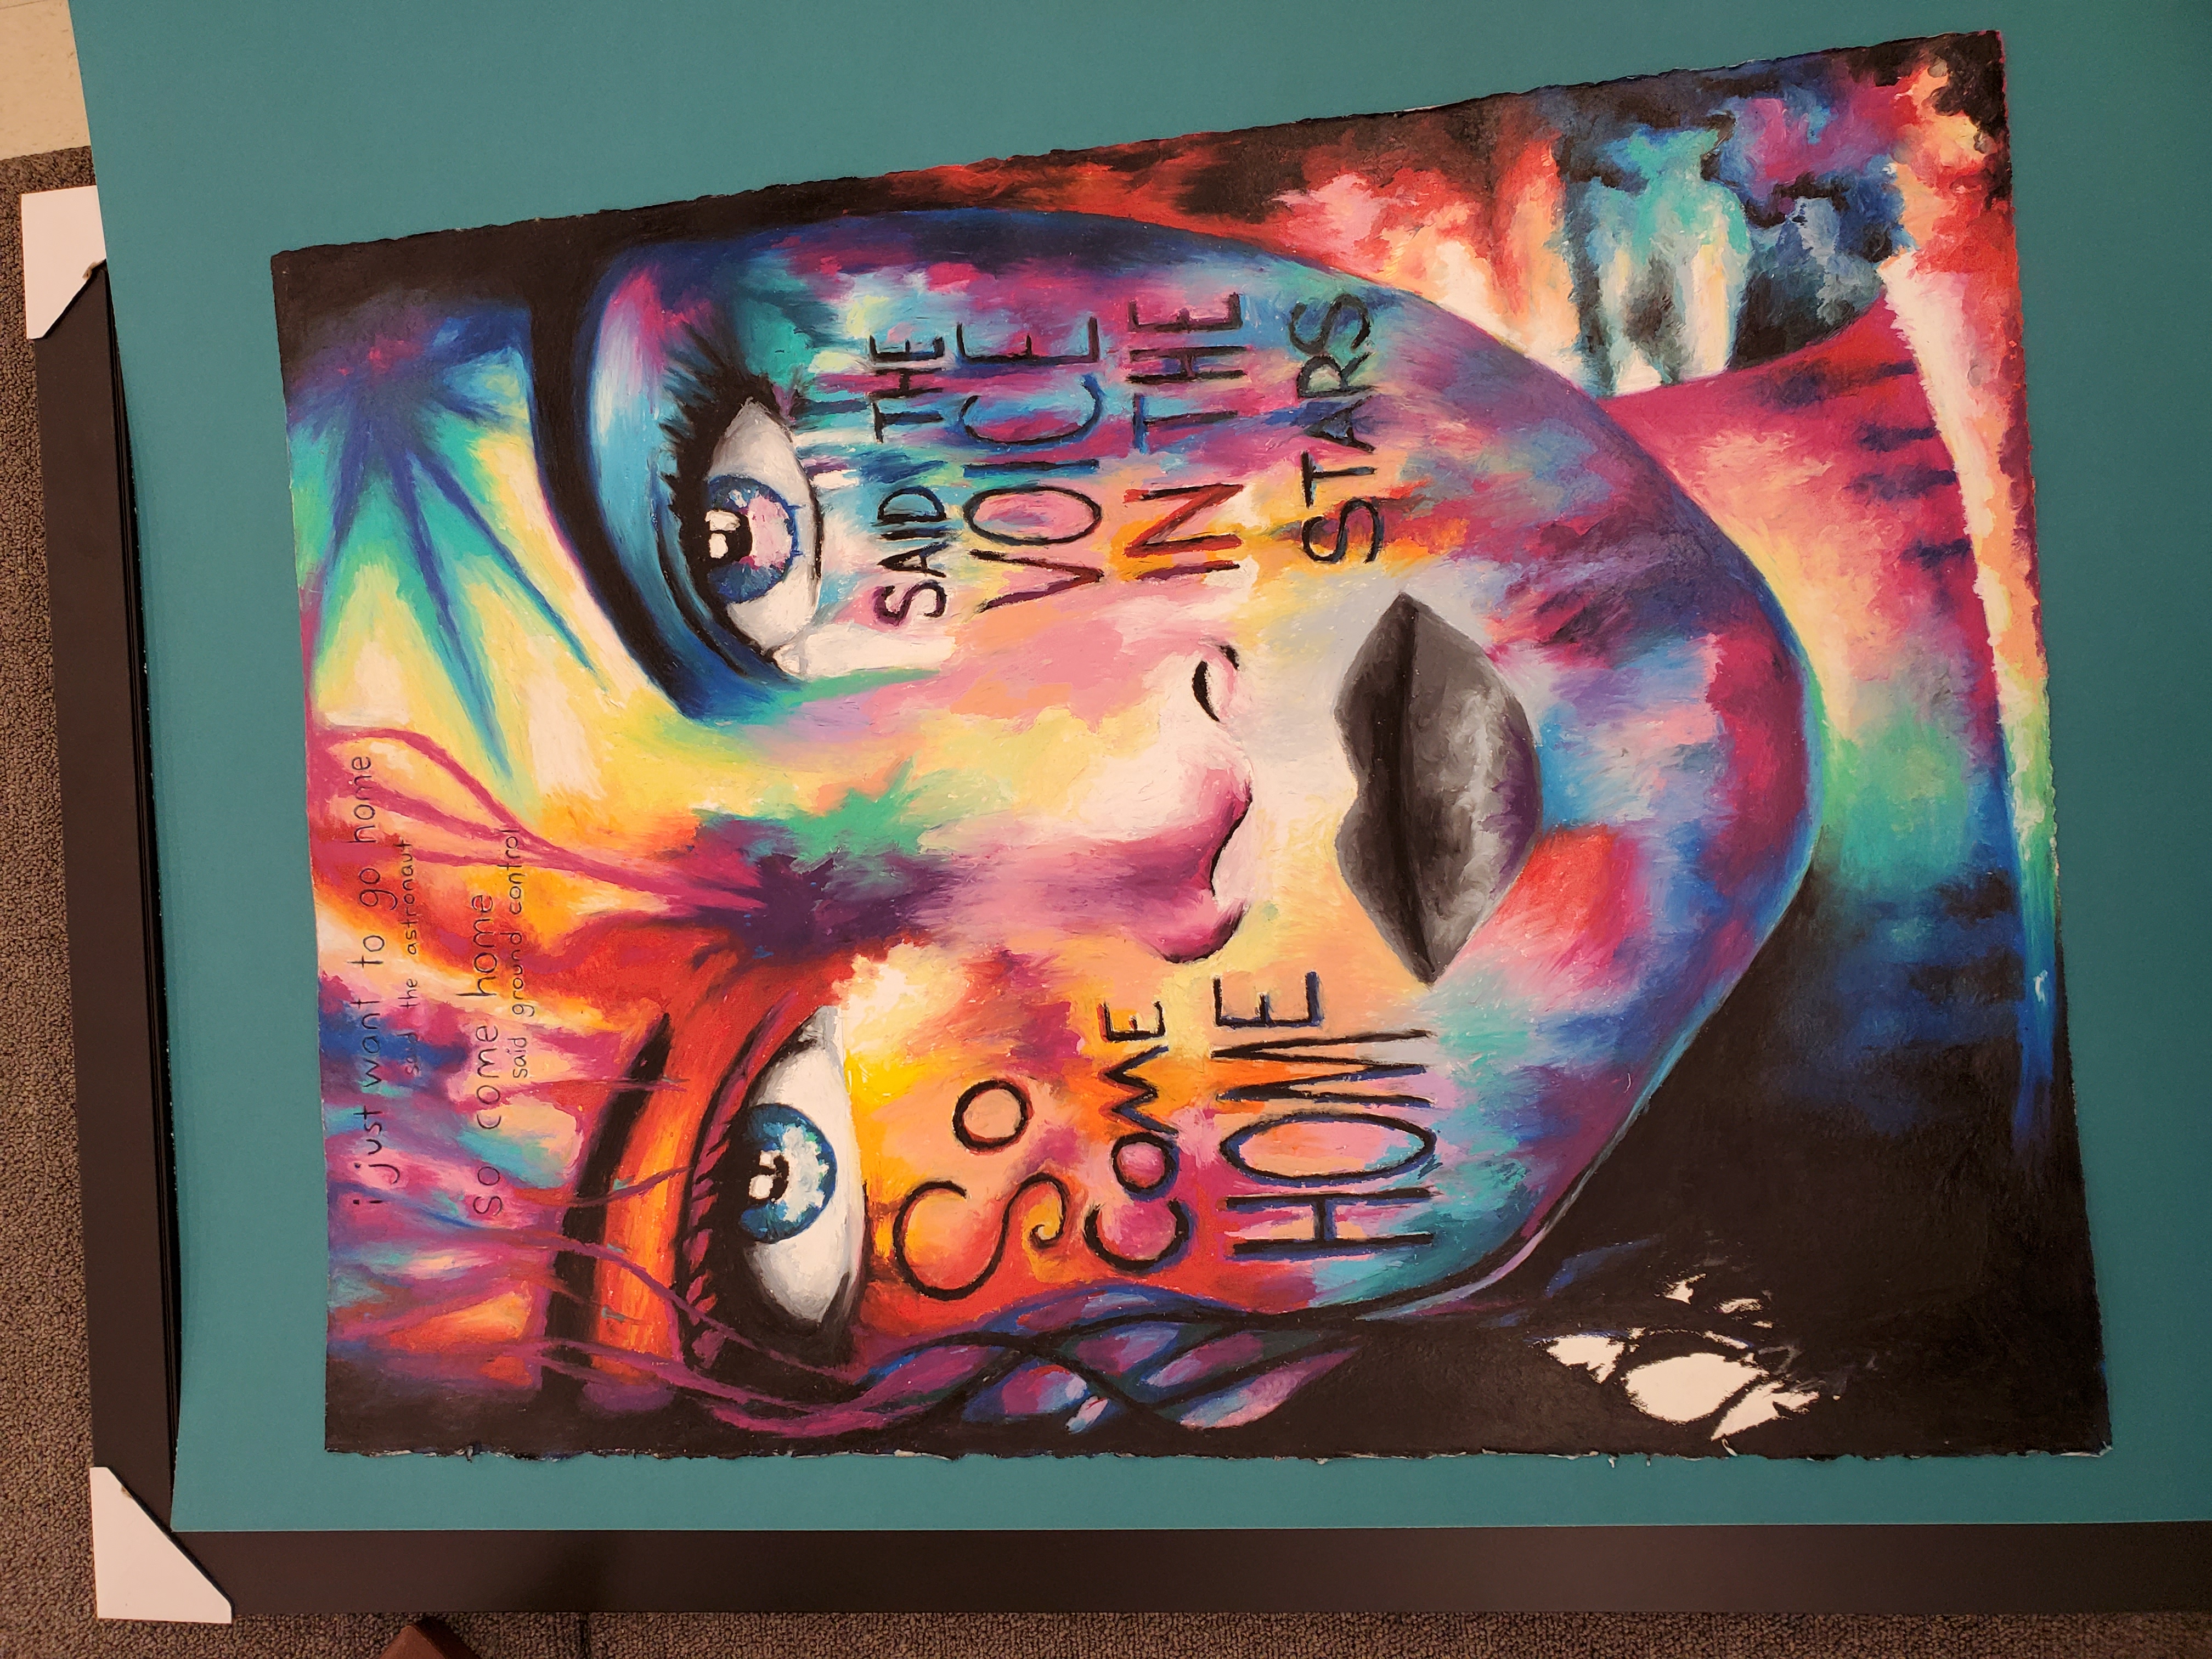 i just want to go home
said the astronaut
so come home
said ground control
So
COME
HOME
SAID THE
VOICE
IN THE
STARS